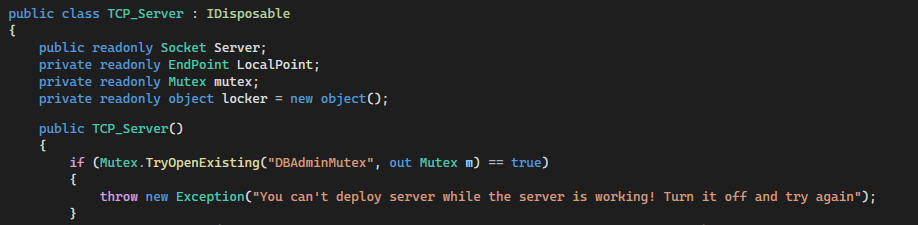 public class TCP_Server : IDisposable
{
public readonly Socket Server;
private readonly EndPoint LocalPoint;
private readonly Mutex mutex;
private readonly object locker = new object();
public TCP_Server()
{
if (Mutex.TryOpenExisting("DBAdminMutex", out Mutex m) == true)
{
throw new Exception("You can't deploy server while the server is working! Turn it off and try again");
}